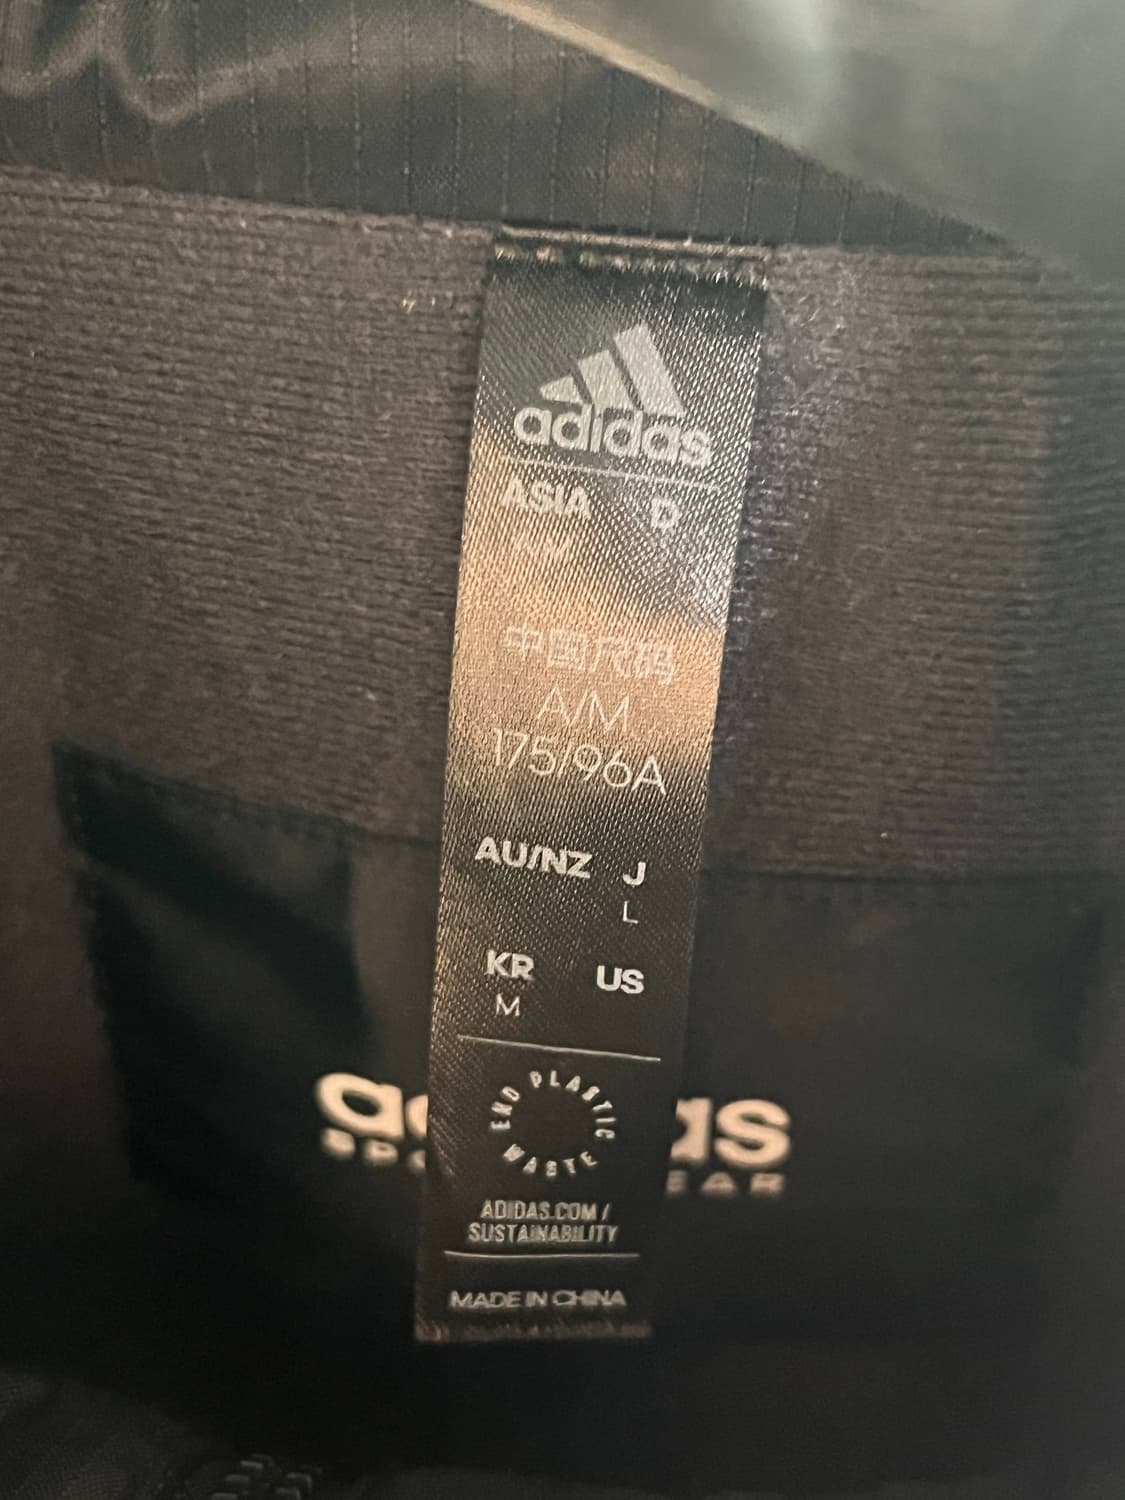 adidas
ASIA D
A/M
中国尺码
A/M
175/96A
AU/NZ J
L
KR US
M
END PLASTIC WASTE
ADIDAS.COM/
SUSTAINABILITY
MADE IN CHINA